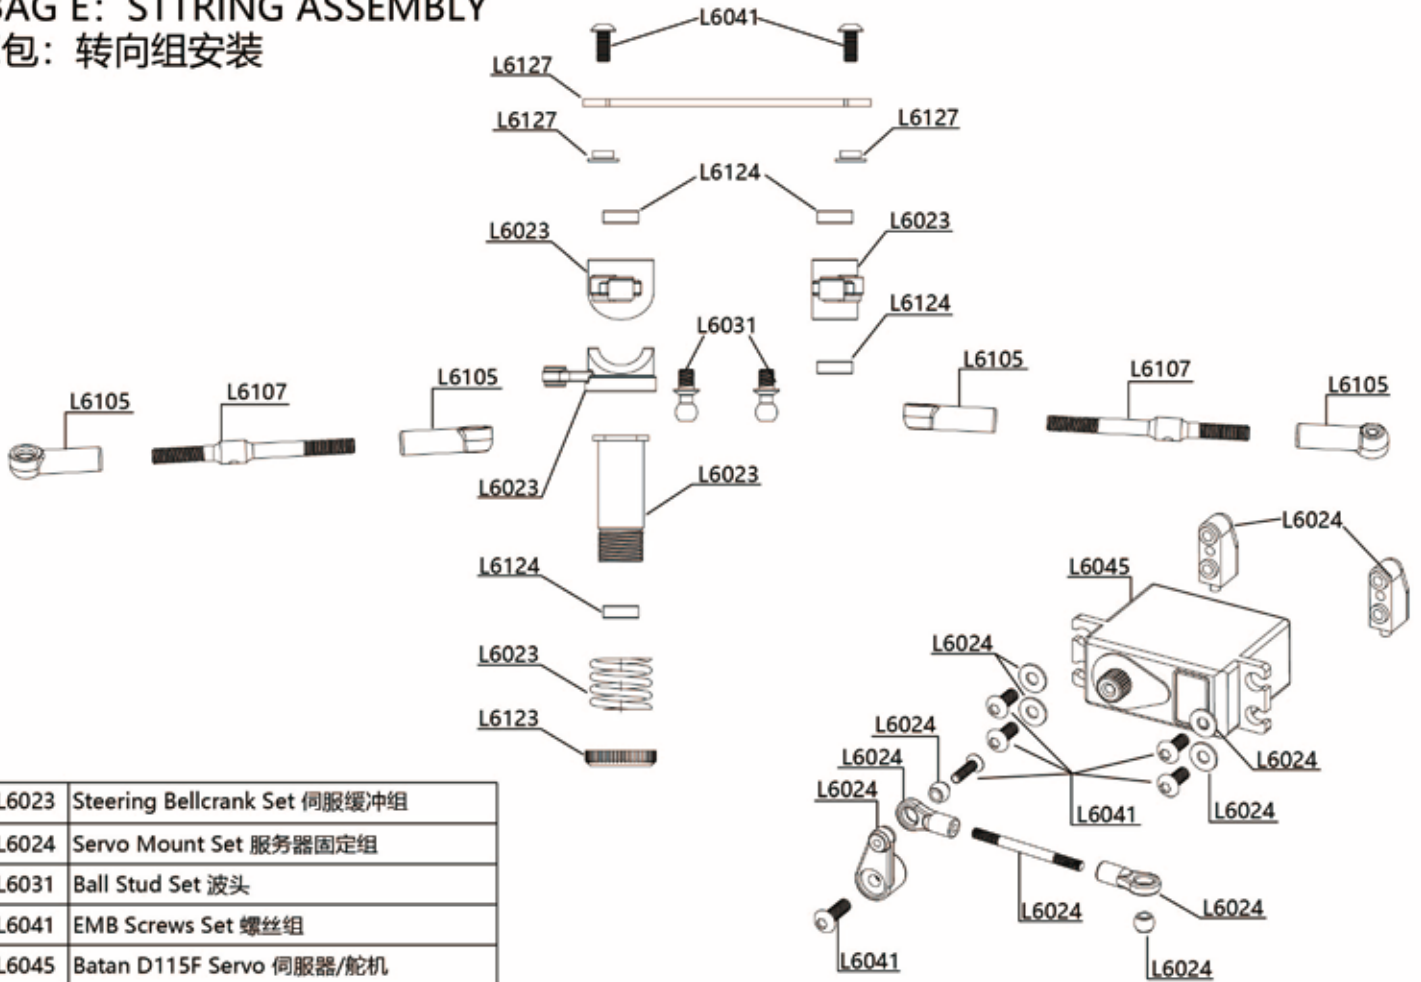 BAG E: STTRING ASSEMBLY
包：转向组安装
L6041
L6127
L6127
L6127
L6124
L6023
L6023
L6124
L6031
L6105
L6107
L6105
L6105
L6107
L6105
L6023
L6023
L6124
L6023
L6123
L6024
L6045
L6024
L6024
L6024
L6024
L6024
L6041
L6024
L6024
L6024
L6041
L6024
L6023 Steering Bellcrank Set 伺服缓冲组
L6024 Servo Mount Set 服务器固定组
L6031 Ball Stud Set 波头
L6041 EMB Screws Set 螺丝组
L6045 Batan D115F Servo 伺服器/舵机